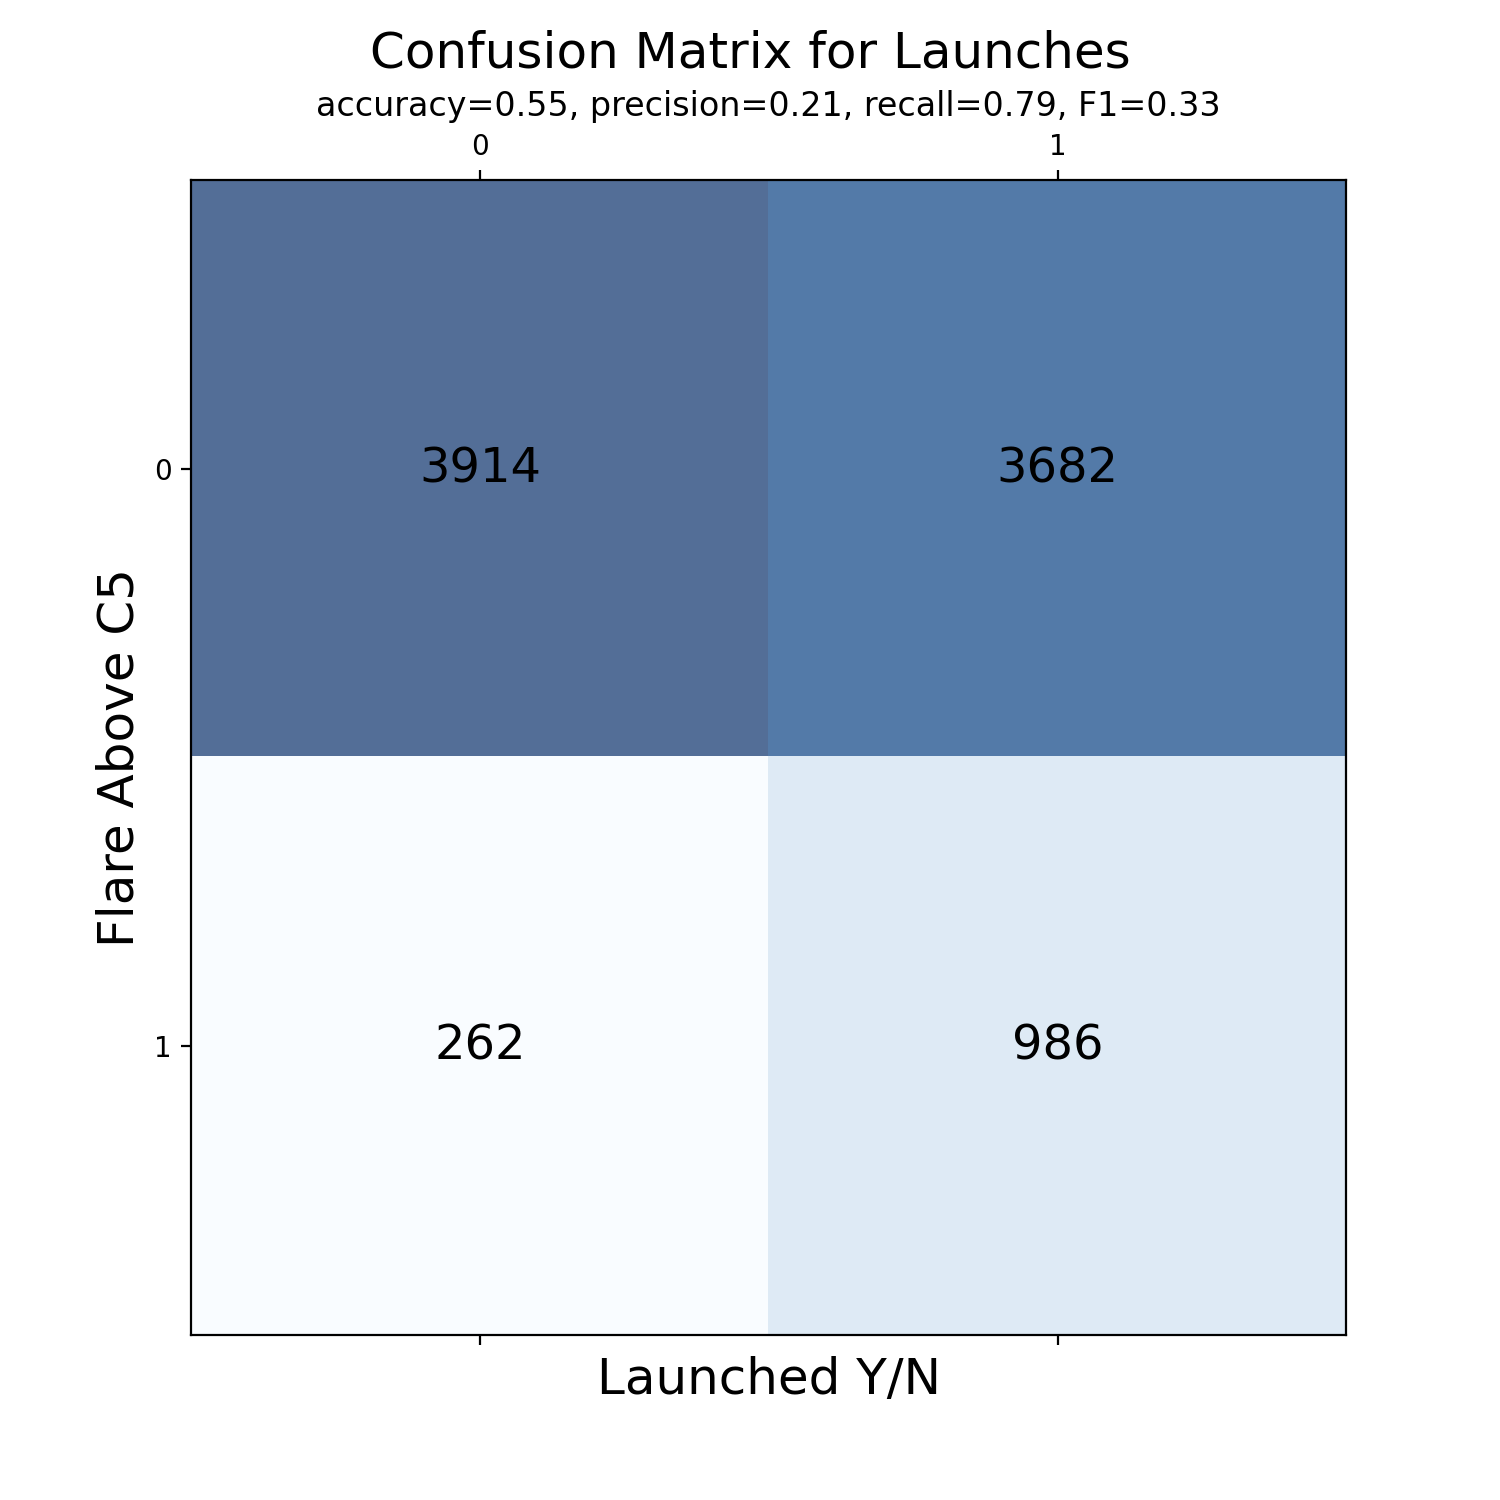 Confusion Matrix for Launches
accuracy=0.55, precision=0.21, recall=0.79, F1=0.33
0 1
0 3914 3682
Flare Above C5
1 262 986
Launched Y/N